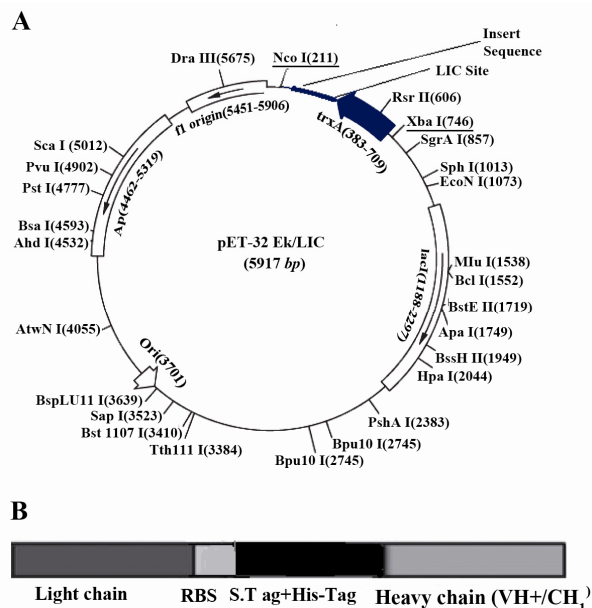 A
Insert
Sequence
LIC Site
Dra III(5675)
Nco I(211)
Rsr II(606)
f1 origin(5451-5906)
trxA(383-709)
Xba I(746)
SgrA I(857)
Sca I (5012)
Pvu I(4902)
Pst I(4777)
Sph I(1013)
EcoN I(1073)
Ap(4462-5319)
Bsa I(4593)
Ahd I(4532)
pET-32 Ek/LIC
(5917 bp)
lacI(1188-2297)
MIu I(1538)
Bcl I(1552)
BstE II(1719)
Apa I(1749)
AtwN I(4055)
BssH II(1949)
Ori(3701)
Hpa I(2044)
BspLU11 I(3639)
Sap I(3523)
Bst 1107 I(3410)
Tth111 I(3384)
PshA I(2383)
Bpu10 I(2745)
Bpu10 I(2745)
B
Light chain RBS S.T ag+His-Tag Heavy chain (VH+/CH1)